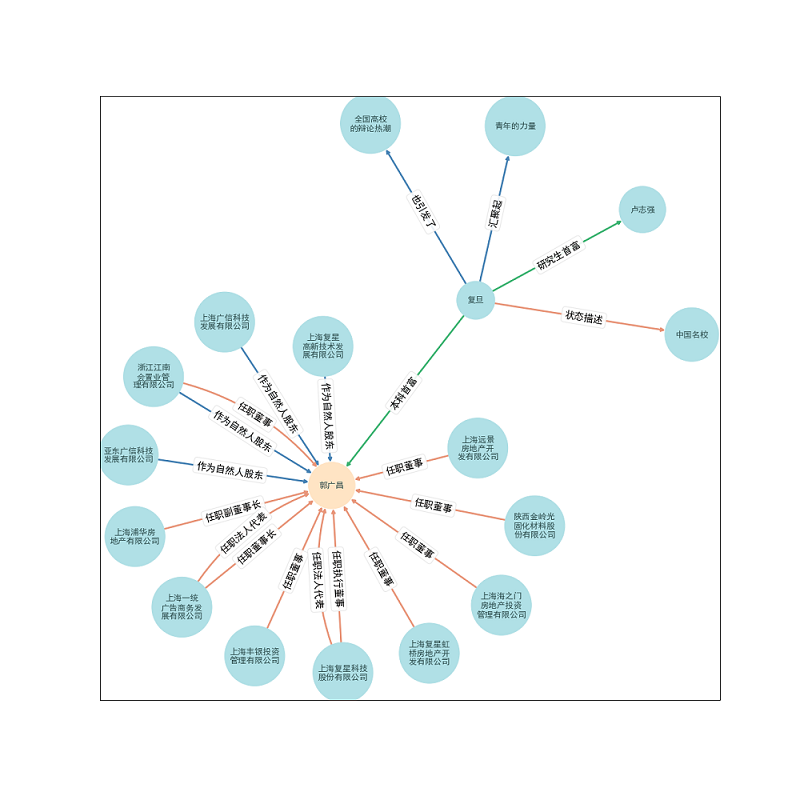 全国高校
的辩论热潮
青年的力量
也引发了
汇聚起
卢志强
研究生首富
复旦
状态描述
中国名校
本科首富
上海广信科技
发展有限公司
上海复星
高新技术发
展有限公司
浙江江南
会置业管
理有限公司
作为自然人股东
任职董事
作为自然人股东
作为自然人股东
亚东广信科技
发展有限公司
作为自然人股东
郭广昌
任职董事
上海远景
房地产开
发有限公司
任职董事
陕西金岭光
固化材料股
份有限公司
任职副董事长
上海浦华房
地产有限公司
任职法人代表
任职董事长
上海一统
广告商务发
展有限公司
任职董事
任职法人代表
任职执行董事
任职董事
任职董事
上海海之门
房地产投资
管理有限公司
上海丰银投资
管理有限公司
上海复星科技
股份有限公司
上海复星虹
桥房地产开
发有限公司